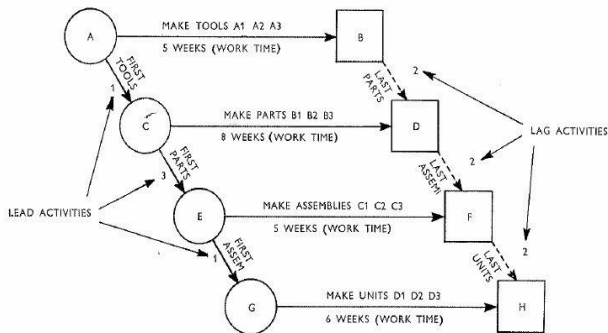 A
MAKE TOOLS A1 A2 A3
5 WEEKS (WORK TIME)
B
FIRST
TOOLS
1
LAST
PARTS
2
C
MAKE PARTS B1 B2 B3
8 WEEKS (WORK TIME)
D
LAG ACTIVITIES
FIRST
PARTS
3
LAST
ASSEMI
2
LEAD ACTIVITIES
E
MAKE ASSEMBLIES C1 C2 C3
5 WEEKS (WORK TIME)
F
FIRST
ASSEM
1
LAST
UNITS
2
G
MAKE UNITS D1 D2 D3
6 WEEKS (WORK TIME)
H